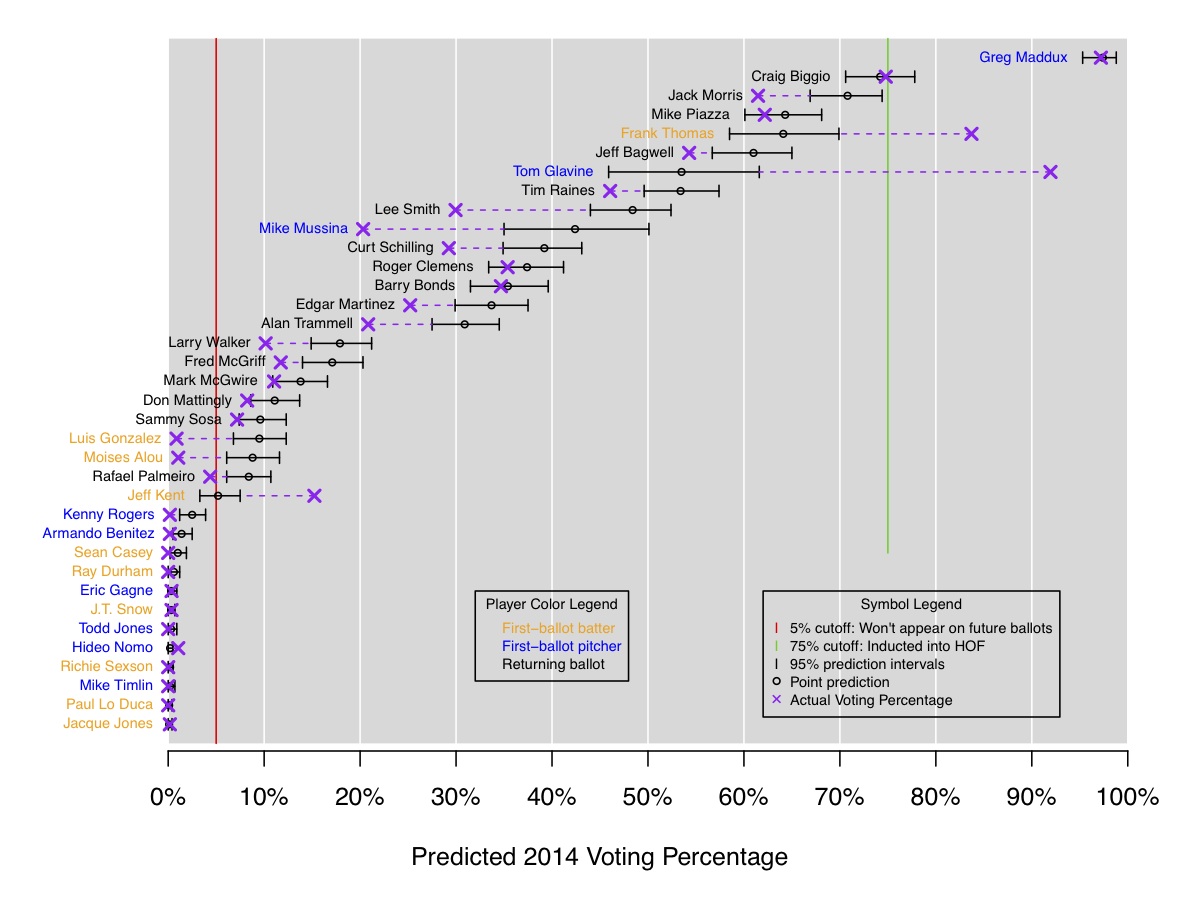 Greg Maddux
Craig Biggio
Jack Morris
Mike Piazza
Frank Thomas
Jeff Bagwell
Tom Glavine
Tim Raines
Lee Smith
Mike Mussina
Curt Schilling
Roger Clemens
Barry Bonds
Edgar Martinez
Alan Trammell
Larry Walker
Fred McGriff
Mark McGwire
Don Mattingly
Sammy Sosa
Luis Gonzalez
Moises Alou
Rafael Palmeiro
Jeff Kent
Kenny Rogers
Armando Benitez
Sean Casey
Ray Durham
Eric Gagne
J.T. Snow
Todd Jones
Hideo Nomo
Richie Sexson
Mike Timlin
Paul Lo Duca
Jacque Jones
Player Color Legend
First−ballot batter
First−ballot pitcher
Returning ballot
Symbol Legend
5% cutoff: Won't appear on future ballots
75% cutoff: Inducted into HOF
95% prediction intervals
Point prediction
Actual Voting Percentage
0% 10% 20% 30% 40% 50% 60% 70% 80% 90% 100%
Predicted 2014 Voting Percentage